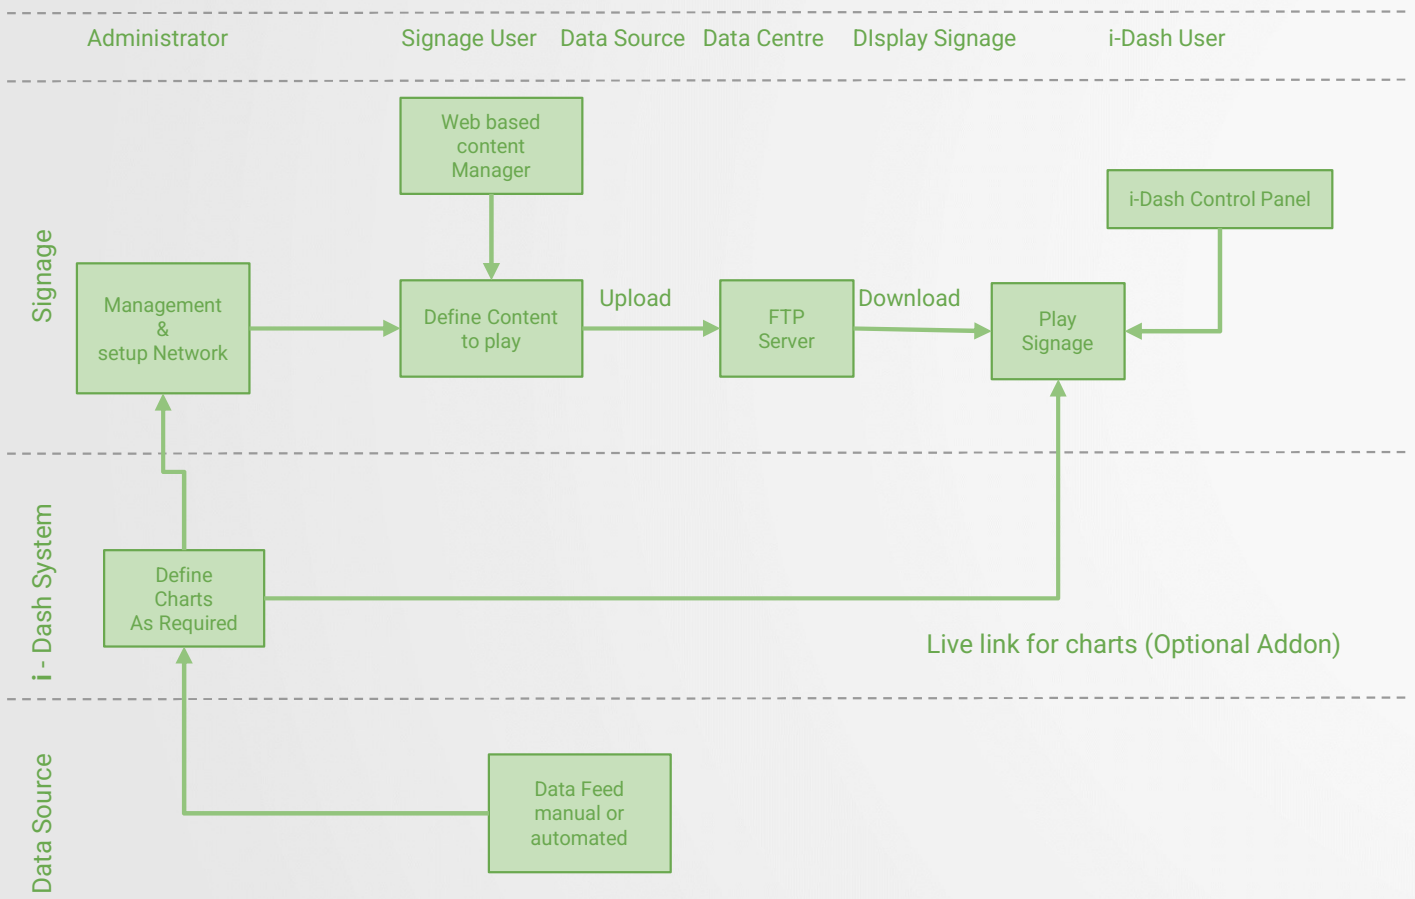 Administrator
Signage User
Data Source
Data Centre
DIsplay Signage
i-Dash User
Signage
Web based
content
Manager
i-Dash Control Panel
Management
&
setup Network
Define Content
to play
Upload
FTP
Server
Download
Play
Signage
i - Dash System
Define
Charts
As Required
Live link for charts (Optional Addon)
Data Source
Data Feed
manual or
automated